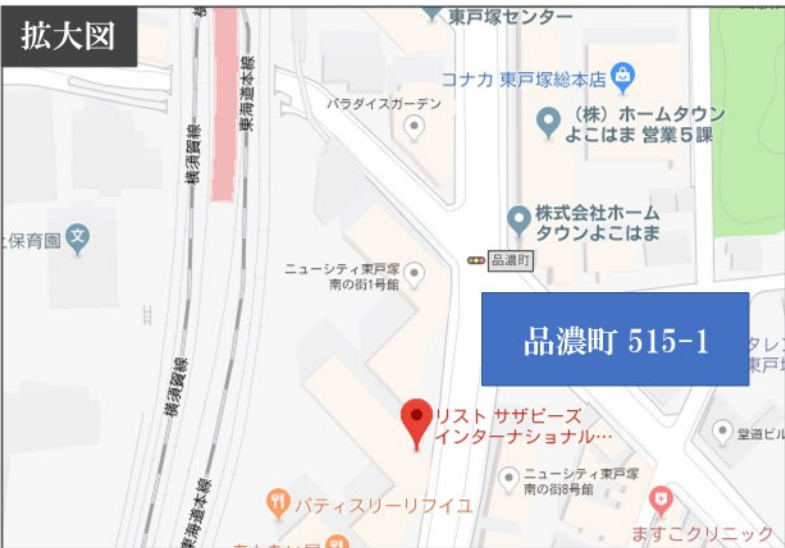 拡大図
東戸塚センター
コナカ 東戸塚総本店
パラダイスガーデン
(株) ホームタウン
よこはま 営業5課
東海道本線
横須賀線
株式会社ホーム
タウンよこはま
保育園
文
品濃町
ニューシティ東戸塚
南の街1号館
品濃町 515-1
東戸
横須賀線
リスト サザビーズ
インターナショナル…
堂道ビル
ニューシティ東戸塚
南の街8号館
パティスリーリフイユ
東海道本線
ますこクリニック